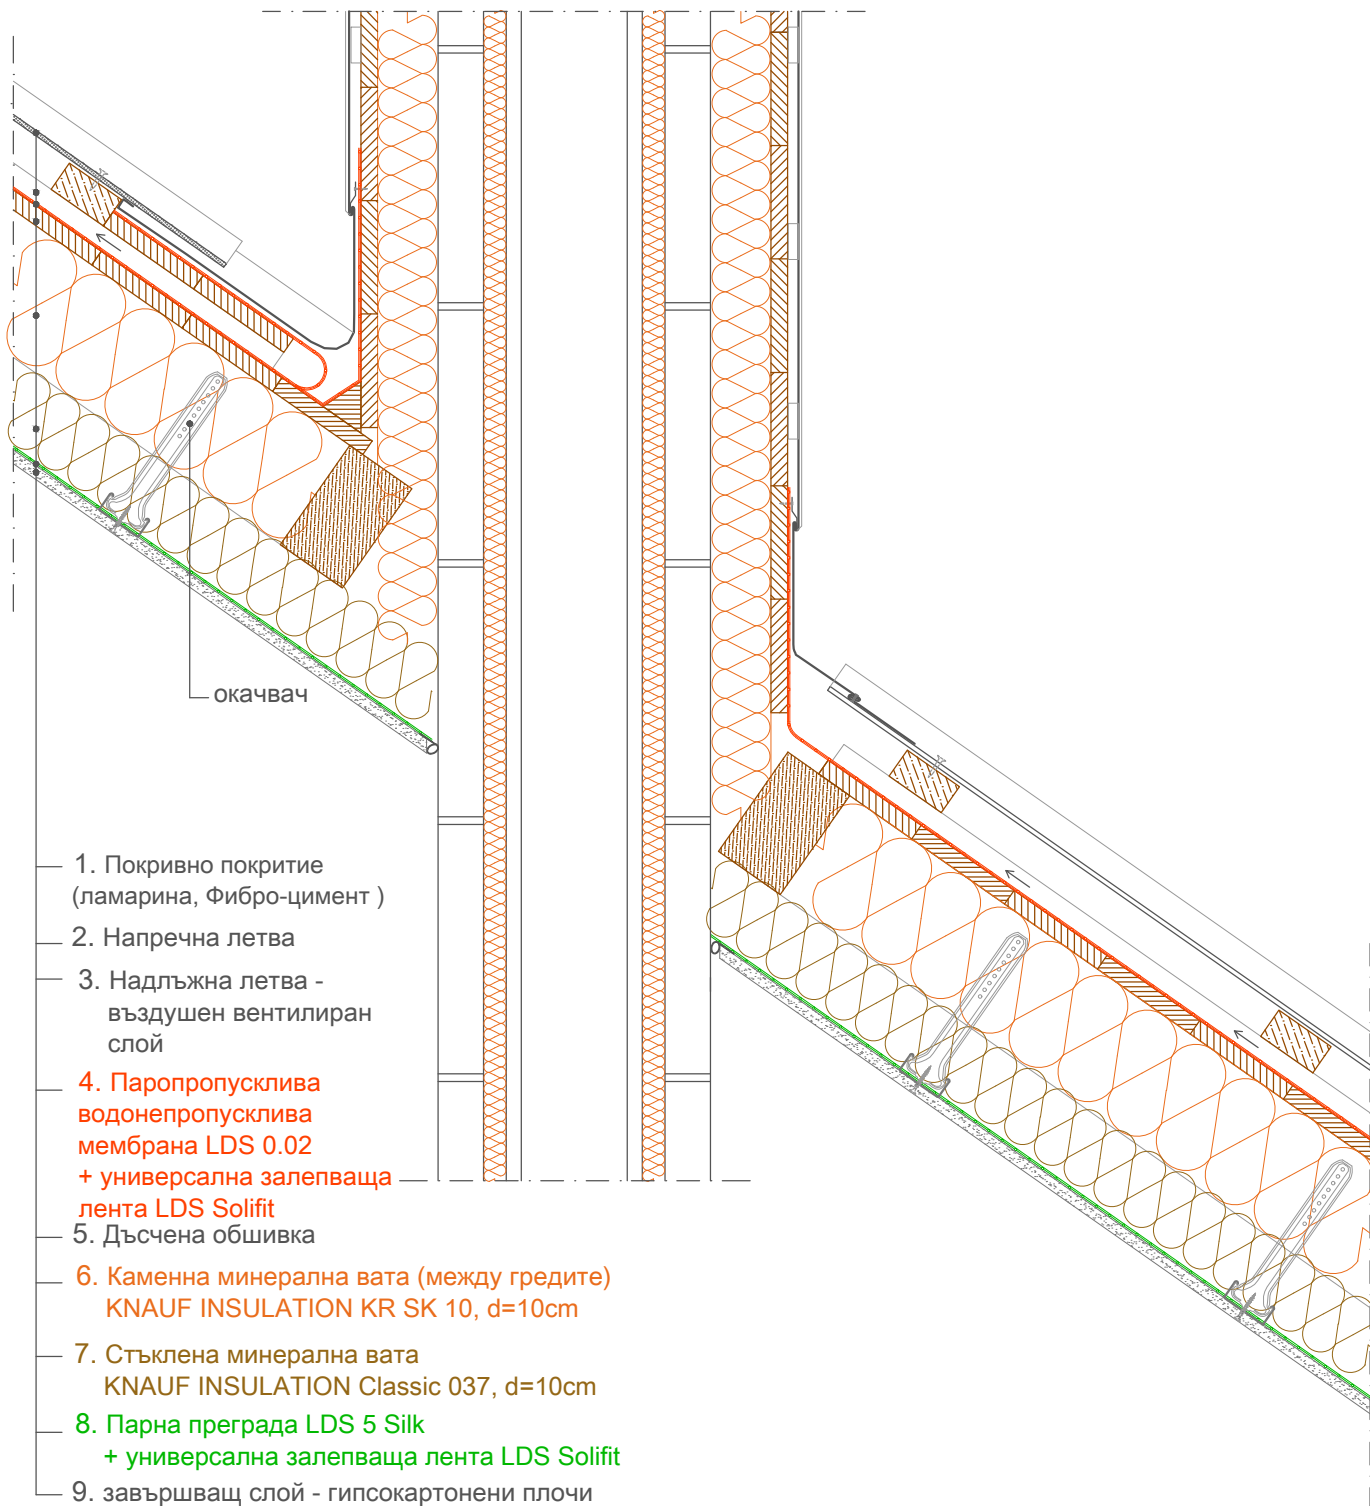 окачвач
1. Покривно покритие
(ламарина, Фибро-цимент )
2. Напречна летва
3. Надлъжна летва -
въздушен вентилиран
слой
4. Паропропусклива
водонепропусклива
мембрана LDS 0.02
+ универсална залепваща
лента LDS Solifit
5. Дъсчена обшивка
6. Каменна минерална вата (между гредите)
KNAUF INSULATION KR SK 10, d=10cm
7. Стъклена минерална вата
KNAUF INSULATION Classic 037, d=10cm
8. Парна преграда LDS 5 Silk
+ универсална залепваща лента LDS Solifit
9. завършващ слой - гипсокартонени плочи